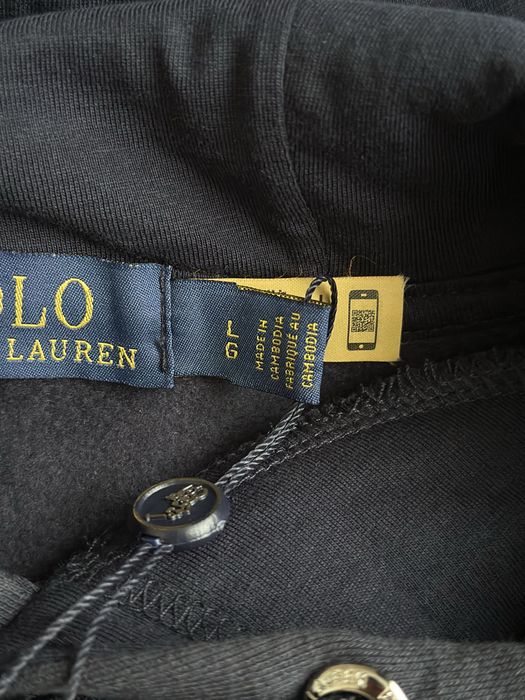 OLO
LAUREN
L
G
MADE IN
CAMBODIA
FABRIQUÉ AU
CAMBODIA